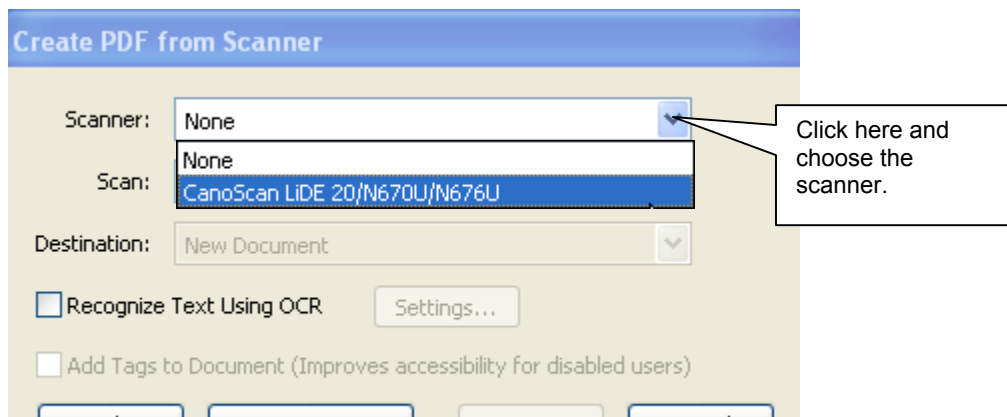 Create PDF from Scanner
Scanner: None
Click here and
choose the
scanner.
None
Scan: CanoScan LiDE 20/N670U/N676U
Destination: New Document
Recognize Text Using OCR Settings...
Add Tags to Document (Improves accessibility for disabled users)